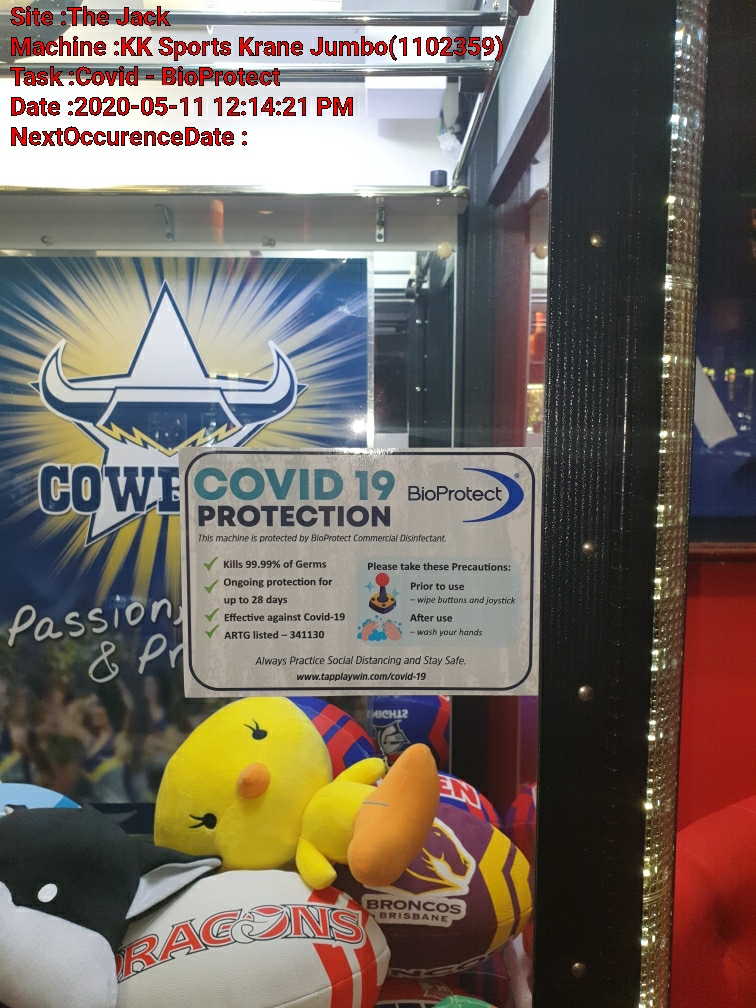 Site :The Jack
Machine :KK Sports Krane Jumbo(1102359)
Task :Covid - BioProtect
Date :2020-05-11 12:14:21 PM
NextOccurenceDate :
COWB
COVID 19
PROTECTION
BioProtect®
This machine is protected by BioProtect Commercial Disinfectant.
Kills 99.99% of Germs
Ongoing protection for
up to 28 days
Effective against Covid-19
ARTG listed – 341130
Please take these Precautions:
Prior to use
– wipe buttons and joystick
After use
– wash your hands
Always Practice Social Distancing and Stay Safe.
www.tapplaywin.com/covid-19
Passion,
& Pr
KNIGHTS
BRONCOS
BRISBANE
DRAGONS